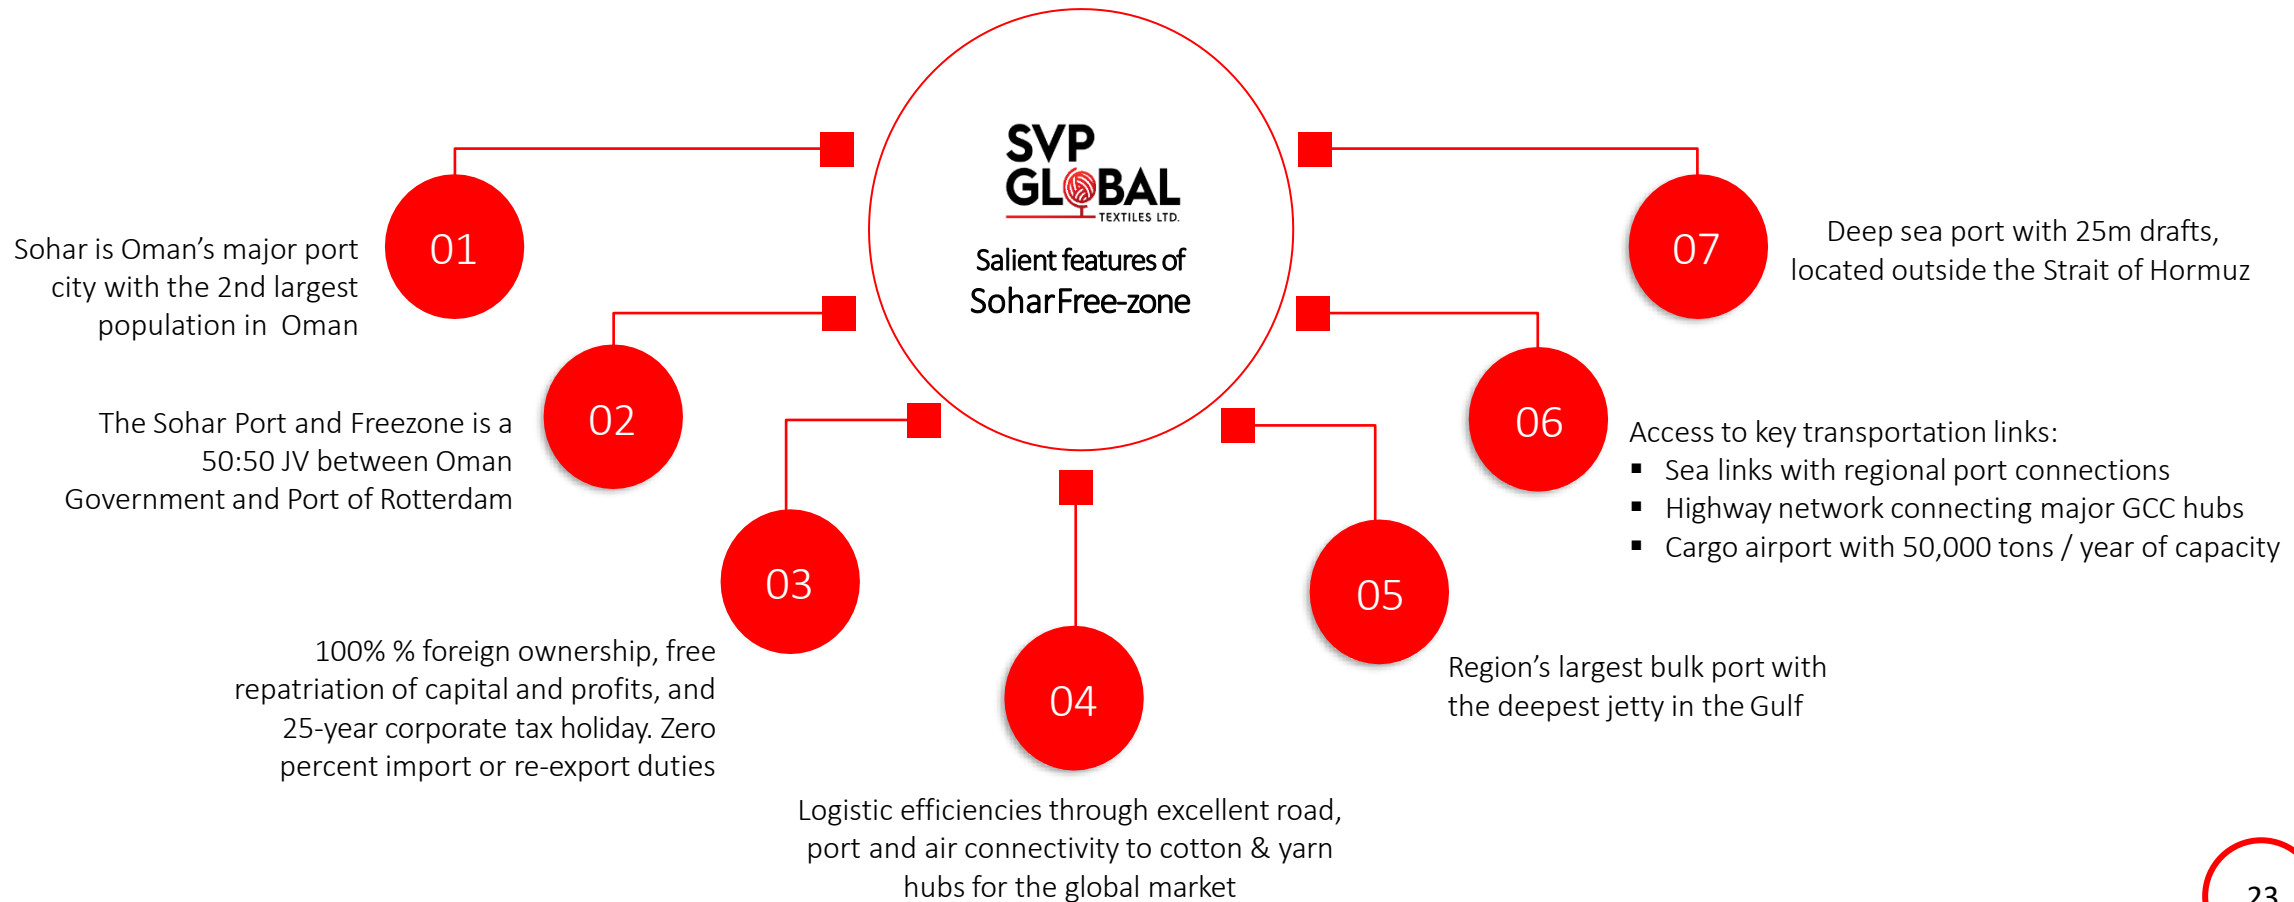 SVP
GLOBAL
TEXTILES LTD.
Salient features of
Sohar Free-zone
01
Sohar is Oman’s major port
city with the 2nd largest
population in Oman
02
The Sohar Port and Freezone is a
50:50 JV between Oman
Government and Port of Rotterdam
03
100% % foreign ownership, free
repatriation of capital and profits, and
25-year corporate tax holiday. Zero
percent import or re-export duties
04
Logistic efficiencies through excellent road,
port and air connectivity to cotton & yarn
hubs for the global market
05
Region’s largest bulk port with
the deepest jetty in the Gulf
06
Access to key transportation links:
▪ Sea links with regional port connections
▪ Highway network connecting major GCC hubs
▪ Cargo airport with 50,000 tons / year of capacity
07
Deep sea port with 25m drafts,
located outside the Strait of Hormuz
23